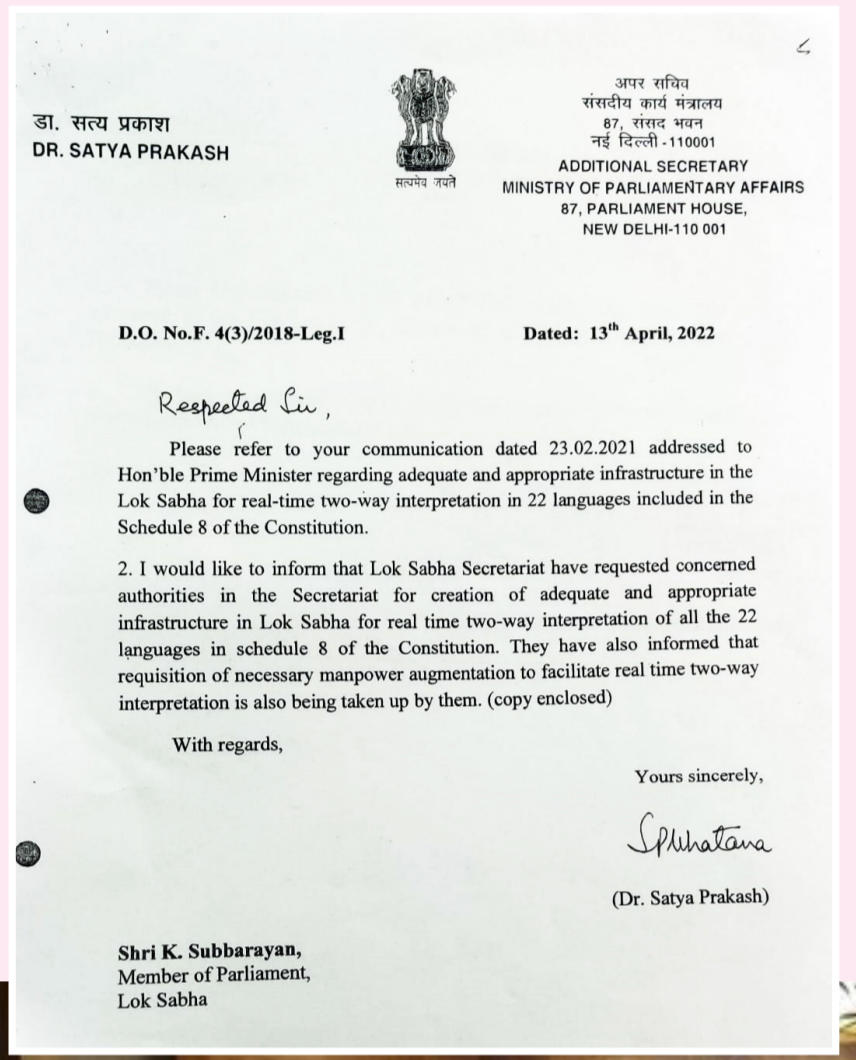 डा. सत्य प्रकाश
DR. SATYA PRAKASH
सत्यमेव जयते
अपर सचिव
संसदीय कार्य मंत्रालय
87, संसद भवन
नई दिल्ली -110001
ADDITIONAL SECRETARY
MINISTRY OF PARLIAMENTARY AFFAIRS
87, PARLIAMENT HOUSE,
NEW DELHI-110 001
D.O. No.F. 4(3)/2018-Leg.I
Dated: 13th April, 2022
Respected Sir,
Please refer to your communication dated 23.02.2021 addressed to
Hon'ble Prime Minister regarding adequate and appropriate infrastructure in the
Lok Sabha for real-time two-way interpretation in 22 languages included in the
Schedule 8 of the Constitution.
2. I would like to inform that Lok Sabha Secretariat have requested concerned
authorities in the Secretariat for creation of adequate and appropriate
infrastructure in Lok Sabha for real time two-way interpretation of all the 22
languages in schedule 8 of the Constitution. They have also informed that
requisition of necessary manpower augmentation to facilitate real time two-way
interpretation is also being taken up by them. (copy enclosed)
With regards,
Yours sincerely,
(Dr. Satya Prakash)
Shri K. Subbarayan,
Member of Parliament,
Lok Sabha